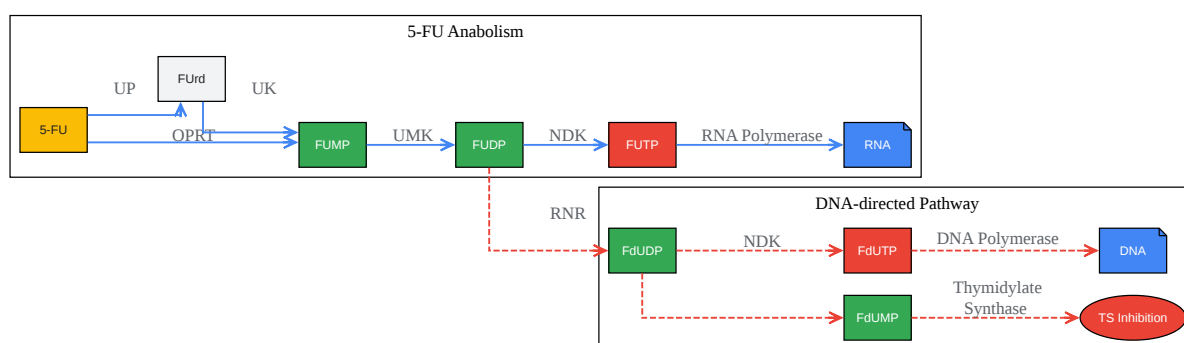 5-FU Anabolism
FUrd
UP
UK
5-FU
OPRT
FUMP
UMK
FUDP
NDK
FUTP
RNA Polymerase
RNA
DNA-directed Pathway
RNR
FdUDP
NDK
FdUTP
DNA Polymerase
DNA
FdUMP
Thymidylate
Synthase
TS Inhibition